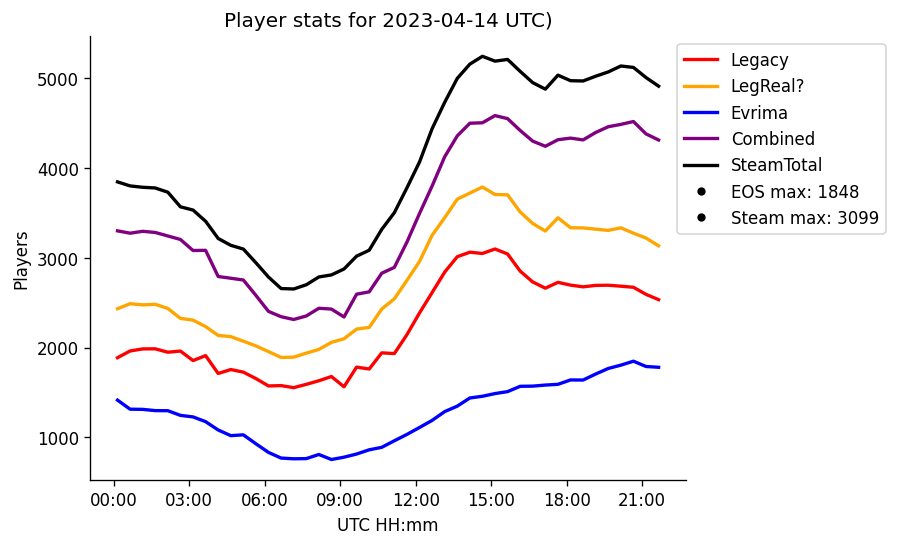 Player stats for 2023-04-14 UTC)
Legacy
LegReal?
Evrima
Combined
SteamTotal
EOS max: 1848
Steam max: 3099
Players
5000
4000
3000
2000
1000
00:00 03:00 06:00 09:00 12:00 15:00 18:00 21:00
UTC HH:mm